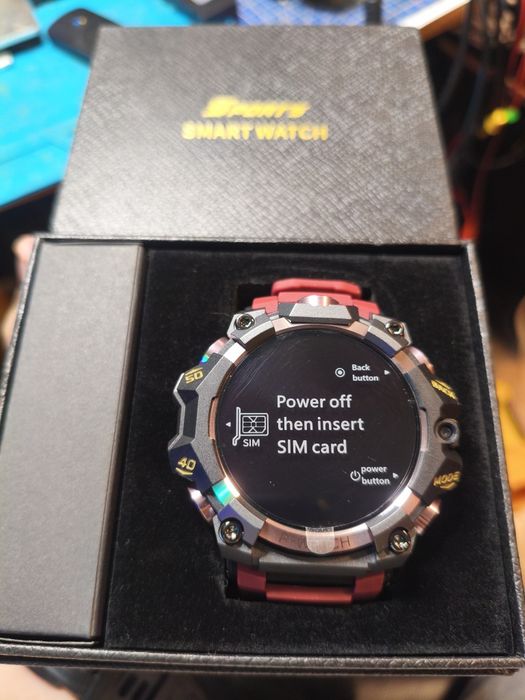 SPORTS
SMART WATCH
Back
button
50
Power off
then insert
SIM card
SIM
40
power
button
MODE